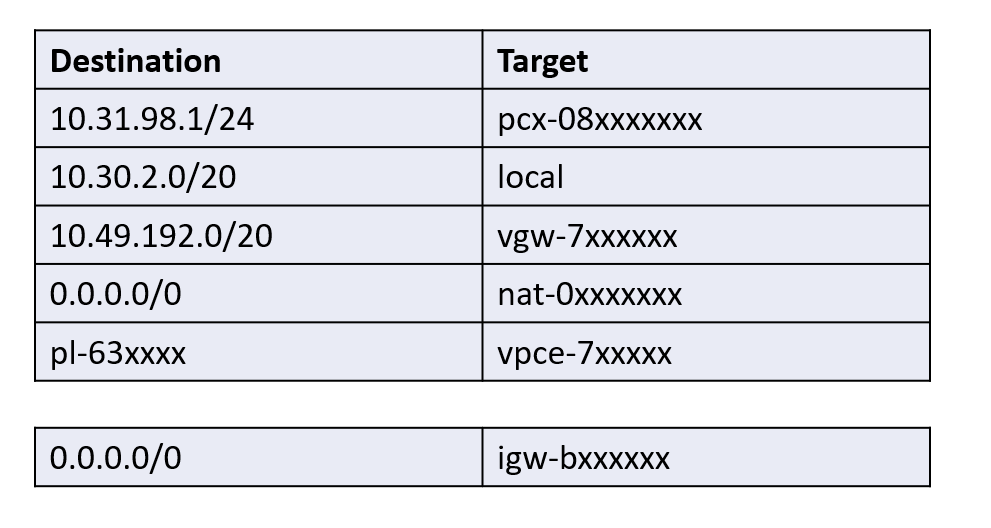 Destination Target
10.31.98.1/24 pcx-08xxxxxxx
10.30.2.0/20 local
10.49.192.0/20 vgw-7xxxxxx
0.0.0.0/0 nat-0xxxxxxx
pl-63xxxx vpce-7xxxxx
0.0.0.0/0 igw-bxxxxxx